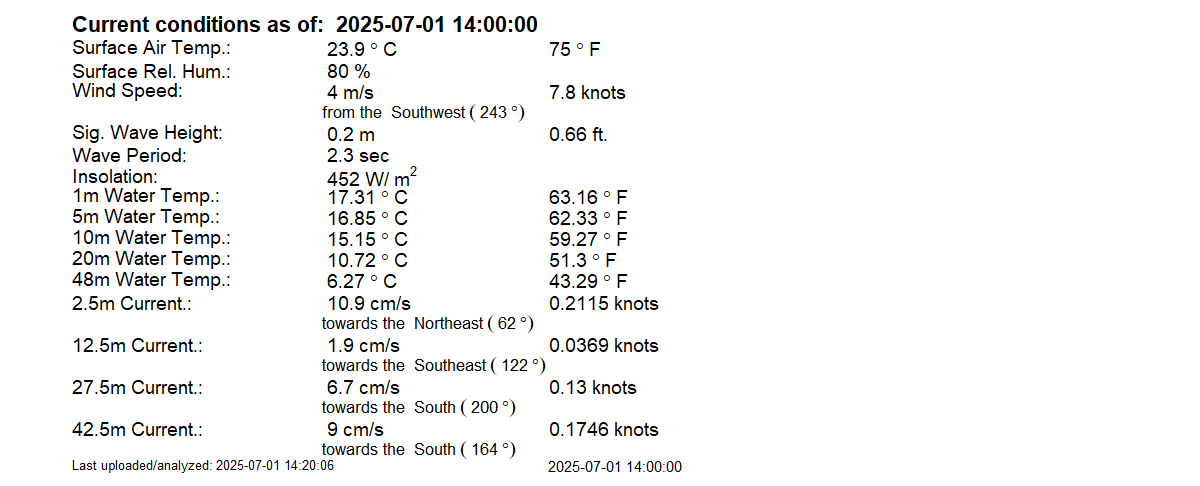 Current conditions as of:  2025-07-01 14:00:00
Surface Air Temp.: 23.9 ° C 75 ° F
Surface Rel. Hum.: 80 %
Wind Speed: 4 m/s 7.8 knots
from the Southwest ( 243 °)
Sig. Wave Height: 0.2 m 0.66 ft.
Wave Period: 2.3 sec
Insolation: 452 W/ m²
1m Water Temp.: 17.31 ° C 63.16 ° F
5m Water Temp.: 16.85 ° C 62.33 ° F
10m Water Temp.: 15.15 ° C 59.27 ° F
20m Water Temp.: 10.72 ° C 51.3 ° F
48m Water Temp.: 6.27 ° C 43.29 ° F
2.5m Current.: 10.9 cm/s 0.2115 knots
towards the Northeast ( 62 °)
12.5m Current.: 1.9 cm/s 0.0369 knots
towards the Southeast ( 122 °)
27.5m Current.: 6.7 cm/s 0.13 knots
towards the South ( 200 °)
42.5m Current.: 9 cm/s 0.1746 knots
towards the South ( 164 °)
Last uploaded/analyzed: 2025-07-01 14:20:06 2025-07-01 14:00:00